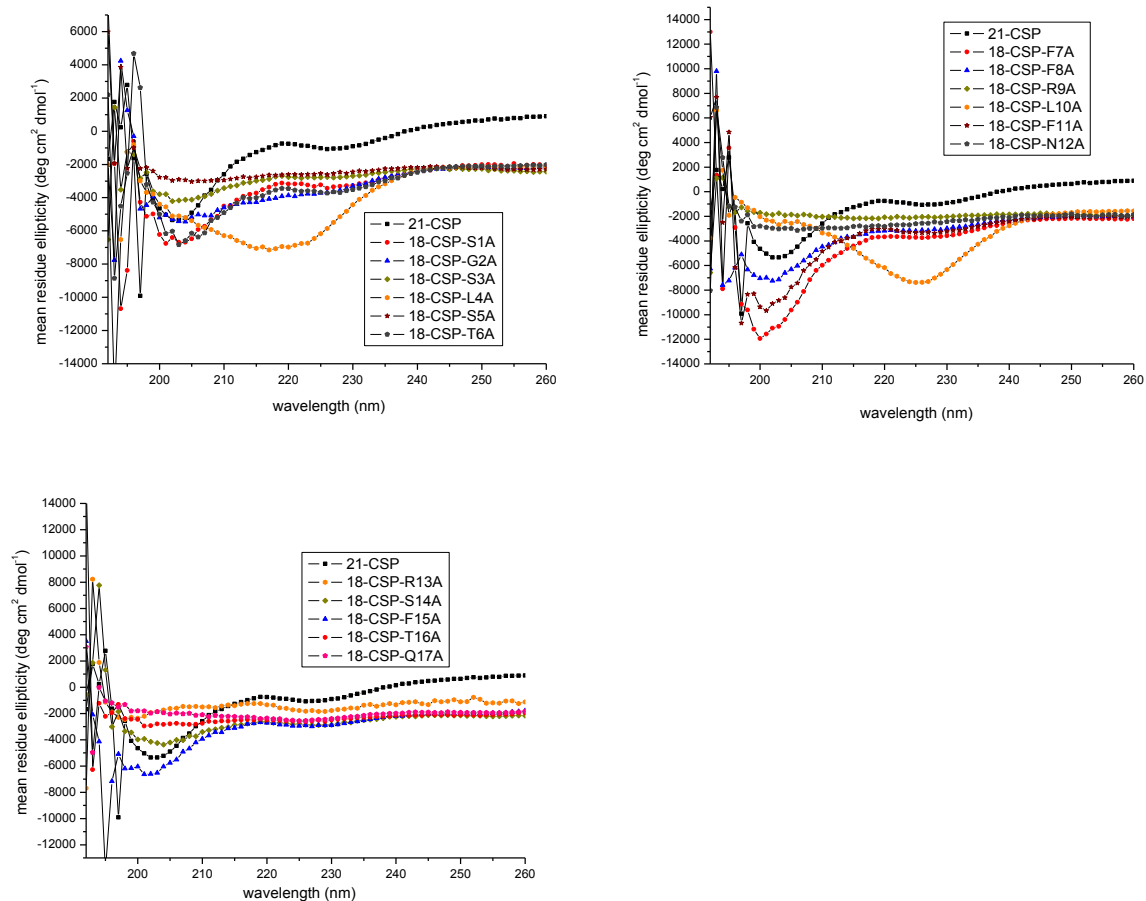 mean residue ellipticity (deg cm² dmol⁻¹)
6000
4000
2000
0
-2000
-4000
-6000
-8000
-10000
-12000
-14000
21-CSP
18-CSP-S1A
18-CSP-G2A
18-CSP-S3A
18-CSP-L4A
18-CSP-S5A
18-CSP-T6A
200 210 220 230 240 250 260
wavelength (nm)
mean residue ellipticity (deg cm² dmol⁻¹)
14000
12000
10000
8000
6000
4000
2000
0
-2000
-4000
-6000
-8000
-10000
-12000
-14000
21-CSP
18-CSP-F7A
18-CSP-F8A
18-CSP-R9A
18-CSP-L10A
18-CSP-F11A
18-CSP-N12A
200 210 220 230 240 250 260
wavelength (nm)
mean residue ellipticity (deg cm² dmol⁻¹)
14000
12000
10000
8000
6000
4000
2000
0
-2000
-4000
-6000
-8000
-10000
-12000
21-CSP
18-CSP-R13A
18-CSP-S14A
18-CSP-F15A
18-CSP-T16A
18-CSP-Q17A
200 210 220 230 240 250 260
wavelength (nm)